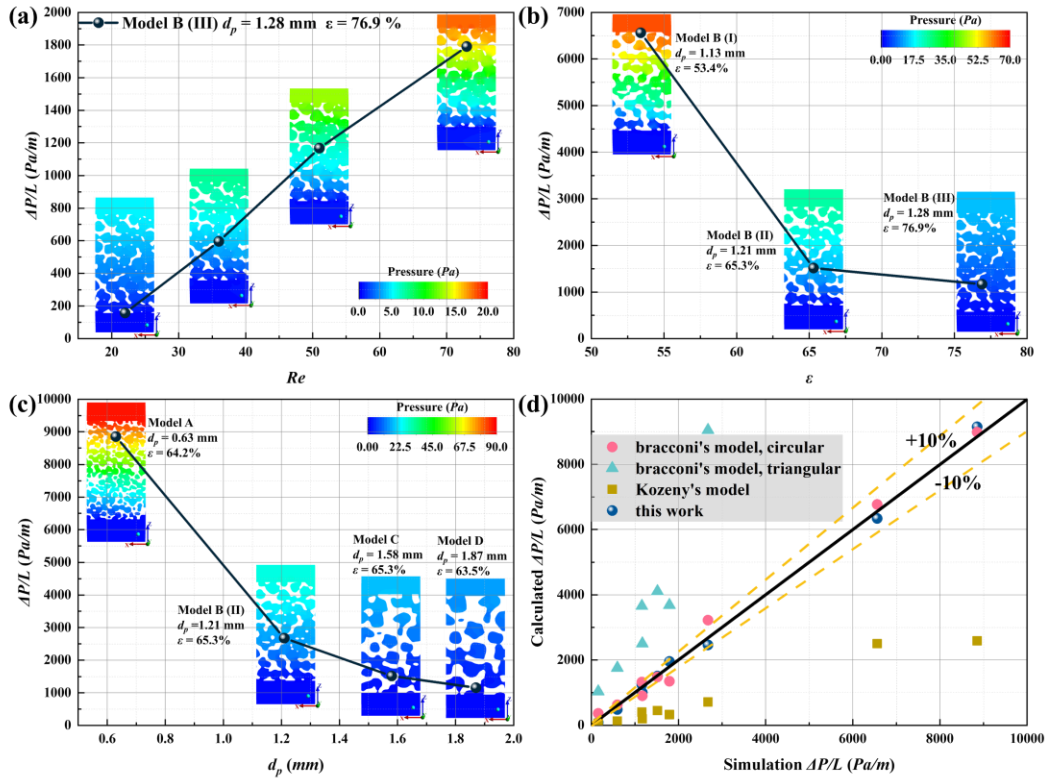 (a)
Model B (III) dp = 1.28 mm ε = 76.9 %
2000
1800
1600
1400
1200
1000
800
600
400
200
0
ΔP/L (Pa/m)
Pressure (Pa)
0.0 5.0 10.0 15.0 20.0
20 30 40 50 60 70 80
Re
(b)
7000
6000
5000
4000
3000
2000
1000
0
ΔP/L (Pa/m)
Model B (I)
dp = 1.13 mm
ε = 53.4%
Pressure (Pa)
0.00 17.5 35.0 52.5 70.0
Model B (II)
dp = 1.21 mm
ε = 65.3%
Model B (III)
dp = 1.28 mm
ε = 76.9%
50 55 60 65 70 75 80
ε
(c)
10000
9000
8000
7000
6000
5000
4000
3000
2000
1000
0
ΔP/L (Pa/m)
Model A
dp = 0.63 mm
ε = 64.2%
Pressure (Pa)
0.00 22.5 45.0 67.5 90.0
Model B (II)
dp =1.21 mm
ε = 65.3%
Model C
dp = 1.58 mm
ε = 65.3%
Model D
dp = 1.87 mm
ε = 63.5%
0.6 0.8 1.0 1.2 1.4 1.6 1.8 2.0
dp (mm)
(d)
10000
8000
6000
4000
2000
0
Calculated ΔP/L (Pa/m)
bracconi's model, circular
bracconi's model, triangular
Kozeny's model
this work
+10%
-10%
0 2000 4000 6000 8000 10000
Simulation ΔP/L (Pa/m)